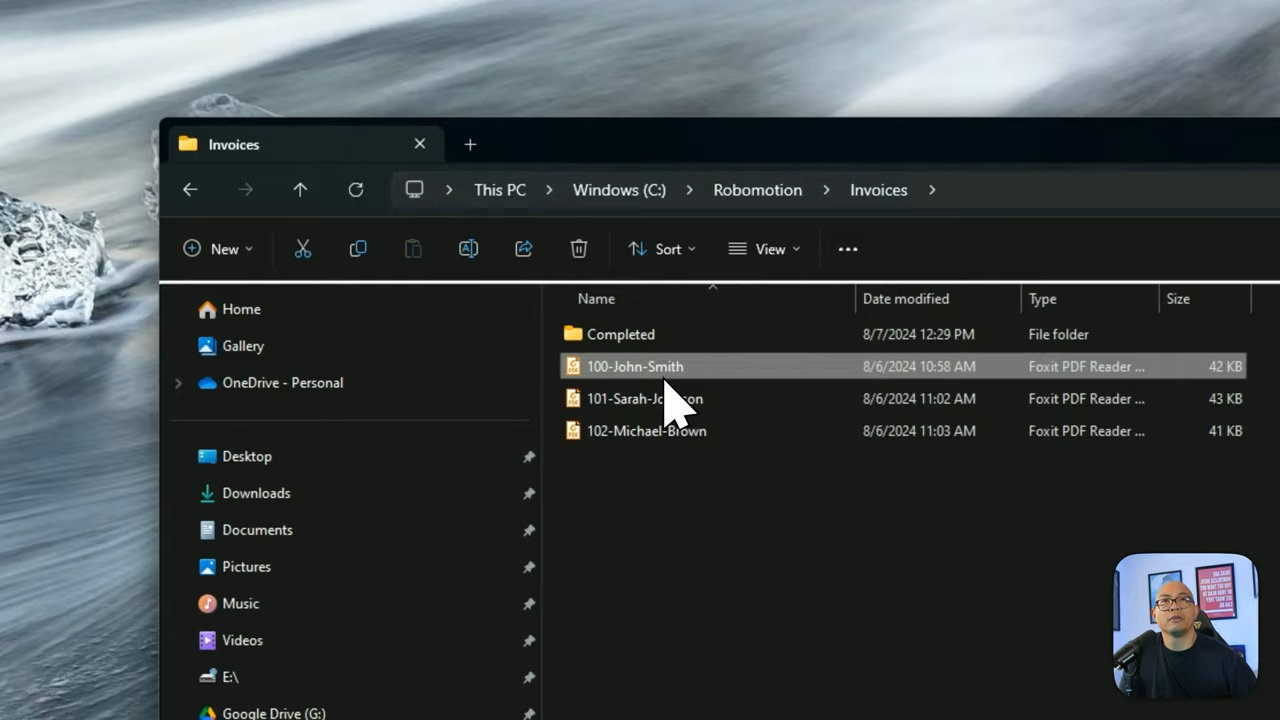 Invoices
This PC > Windows (C:) > Robomotion > Invoices >
New Sort View
Name Date modified Type Size
Home
Gallery
OneDrive - Personal
Desktop
Downloads
Documents
Pictures
Music
Videos
E:\
Google Drive (G:)
Completed 8/7/2024 12:29 PM File folder
100-John-Smith 8/6/2024 10:58 AM Foxit PDF Reader ... 42 KB
101-Sarah- 8/6/2024 11:02 AM Foxit PDF Reader ... 43 KB
102-Michael-Brown 8/6/2024 11:03 AM Foxit PDF Reader ... 41 KB